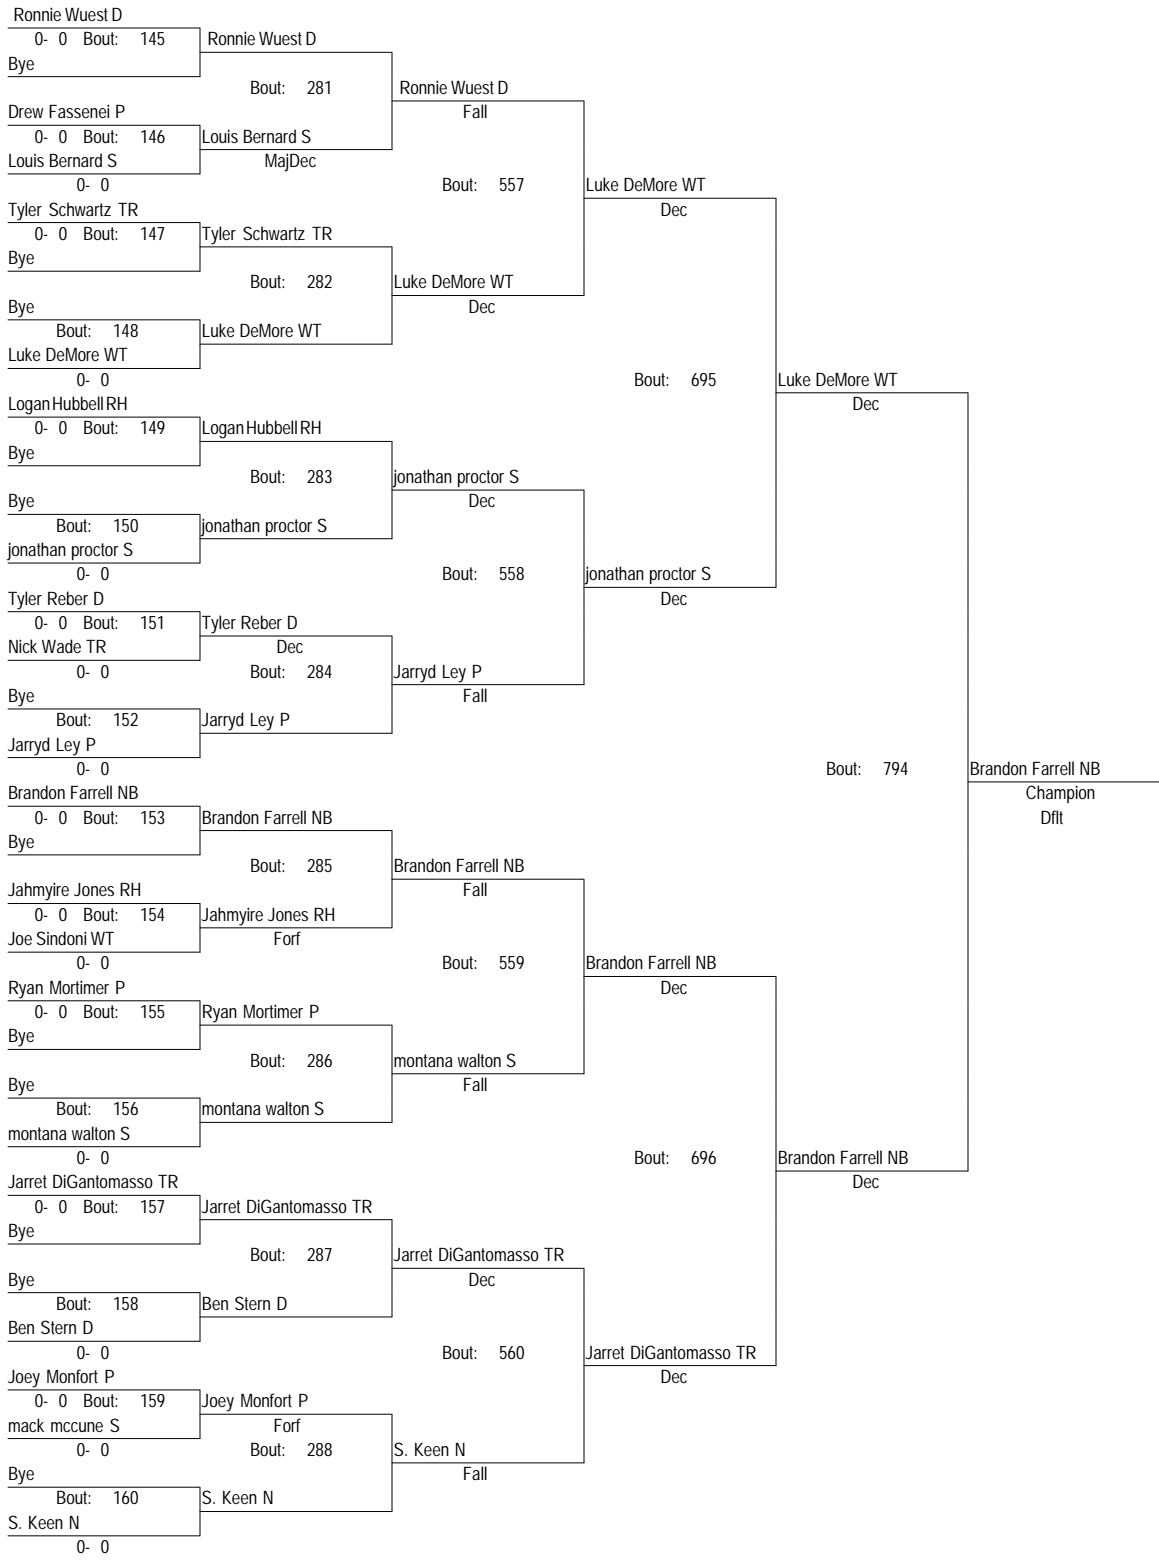 Ronnie Wuest D
0- 0 Bout: 145 Ronnie Wuest D
Bye
Bout: 281 Ronnie Wuest D
Drew Fassenei P Fall
0- 0 Bout: 146 Louis Bernard S
Louis Bernard S MajDec
0- 0 Bout: 557 Luke DeMore WT
Tyler Schwartz TR Dec
0- 0 Bout: 147 Tyler Schwartz TR
Bye
Bout: 282 Luke DeMore WT
Bye Dec
Bout: 148 Luke DeMore WT
Luke DeMore WT
0- 0 Bout: 695 Luke DeMore WT
Logan Hubbell RH Dec
0- 0 Bout: 149 Logan Hubbell RH
Bye
Bout: 283 jonathan proctor S
Bye Dec
Bout: 150 jonathan proctor S
jonathan proctor S
0- 0 Bout: 558 jonathan proctor S
Tyler Reber D Dec
0- 0 Bout: 151 Tyler Reber D
Nick Wade TR Dec
0- 0 Bout: 284 Jarryd Ley P
Bye Fall
Bout: 152 Jarryd Ley P
Jarryd Ley P
0- 0 Bout: 794 Brandon Farrell NB
Brandon Farrell NB Champion
0- 0 Bout: 153 Brandon Farrell NB Dflt
Bye
Bout: 285 Brandon Farrell NB
Jahmyire Jones RH Fall
0- 0 Bout: 154 Jahmyire Jones RH
Joe Sindoni WT Forf
0- 0 Bout: 559 Brandon Farrell NB
Ryan Mortimer P Dec
0- 0 Bout: 155 Ryan Mortimer P
Bye
Bout: 286 montana walton S
Bye Fall
Bout: 156 montana walton S
montana walton S
0- 0 Bout: 696 Brandon Farrell NB
Jarret DiGantomasso TR Dec
0- 0 Bout: 157 Jarret DiGantomasso TR
Bye
Bout: 287 Jarret DiGantomasso TR
Bye Dec
Bout: 158 Ben Stern D
Ben Stern D
0- 0 Bout: 560 Jarret DiGantomasso TR
Joey Monfort P Dec
0- 0 Bout: 159 Joey Monfort P
mack mccune S Forf
0- 0 Bout: 288 S. Keen N
Bye Fall
Bout: 160 S. Keen N
S. Keen N
0- 0